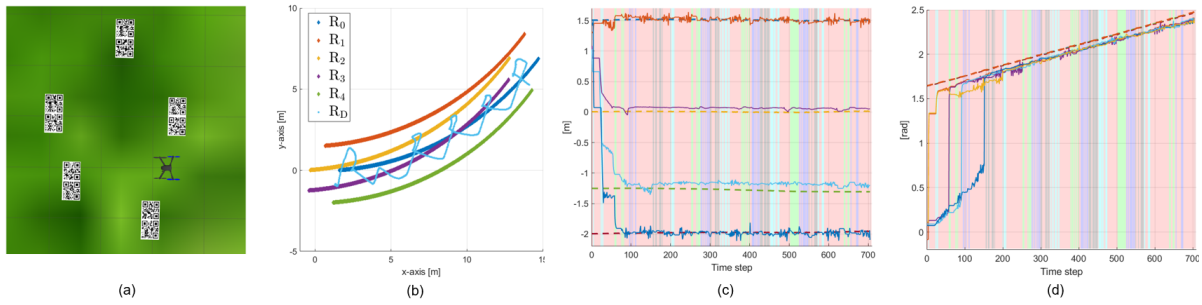 10
5
0
-5
y-axis [m]
0
5
10
15
x-axis [m]
R0
R1
R2
R3
R4
RD
1.5
1
0.5
0
-0.5
-1
-1.5
-2
[m]
0
100
200
300
400
500
600
700
Time step
2.5
2
1.5
1
0.5
0
[rad]
0
100
200
300
400
500
600
700
Time step
(a)
(b)
(c)
(d)